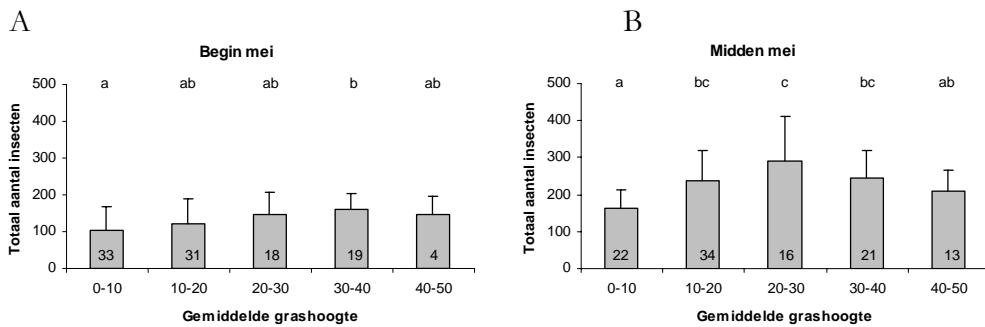 A
Begin mei
Totaal aantal insecten
500
400
300
200
100
0
a ab ab b ab
33 31 18 19 4
0-10 10-20 20-30 30-40 40-50
Gemiddelde grashoogte
B
Midden mei
Totaal aantal insecten
500
400
300
200
100
0
a bc c bc ab
22 34 16 21 13
0-10 10-20 20-30 30-40 40-50
Gemiddelde grashoogte